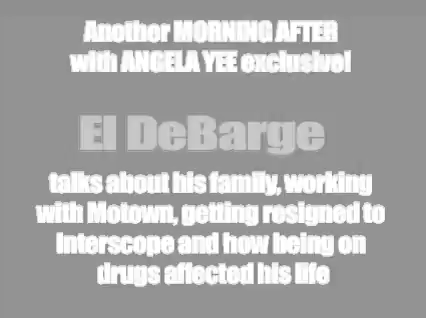 Another MORNING AFTER
with ANGELA YEE exclusive!
El DeBarge
talks about his family, working
with Motown, getting resigned to
Interscope and how being on
drugs affected his life